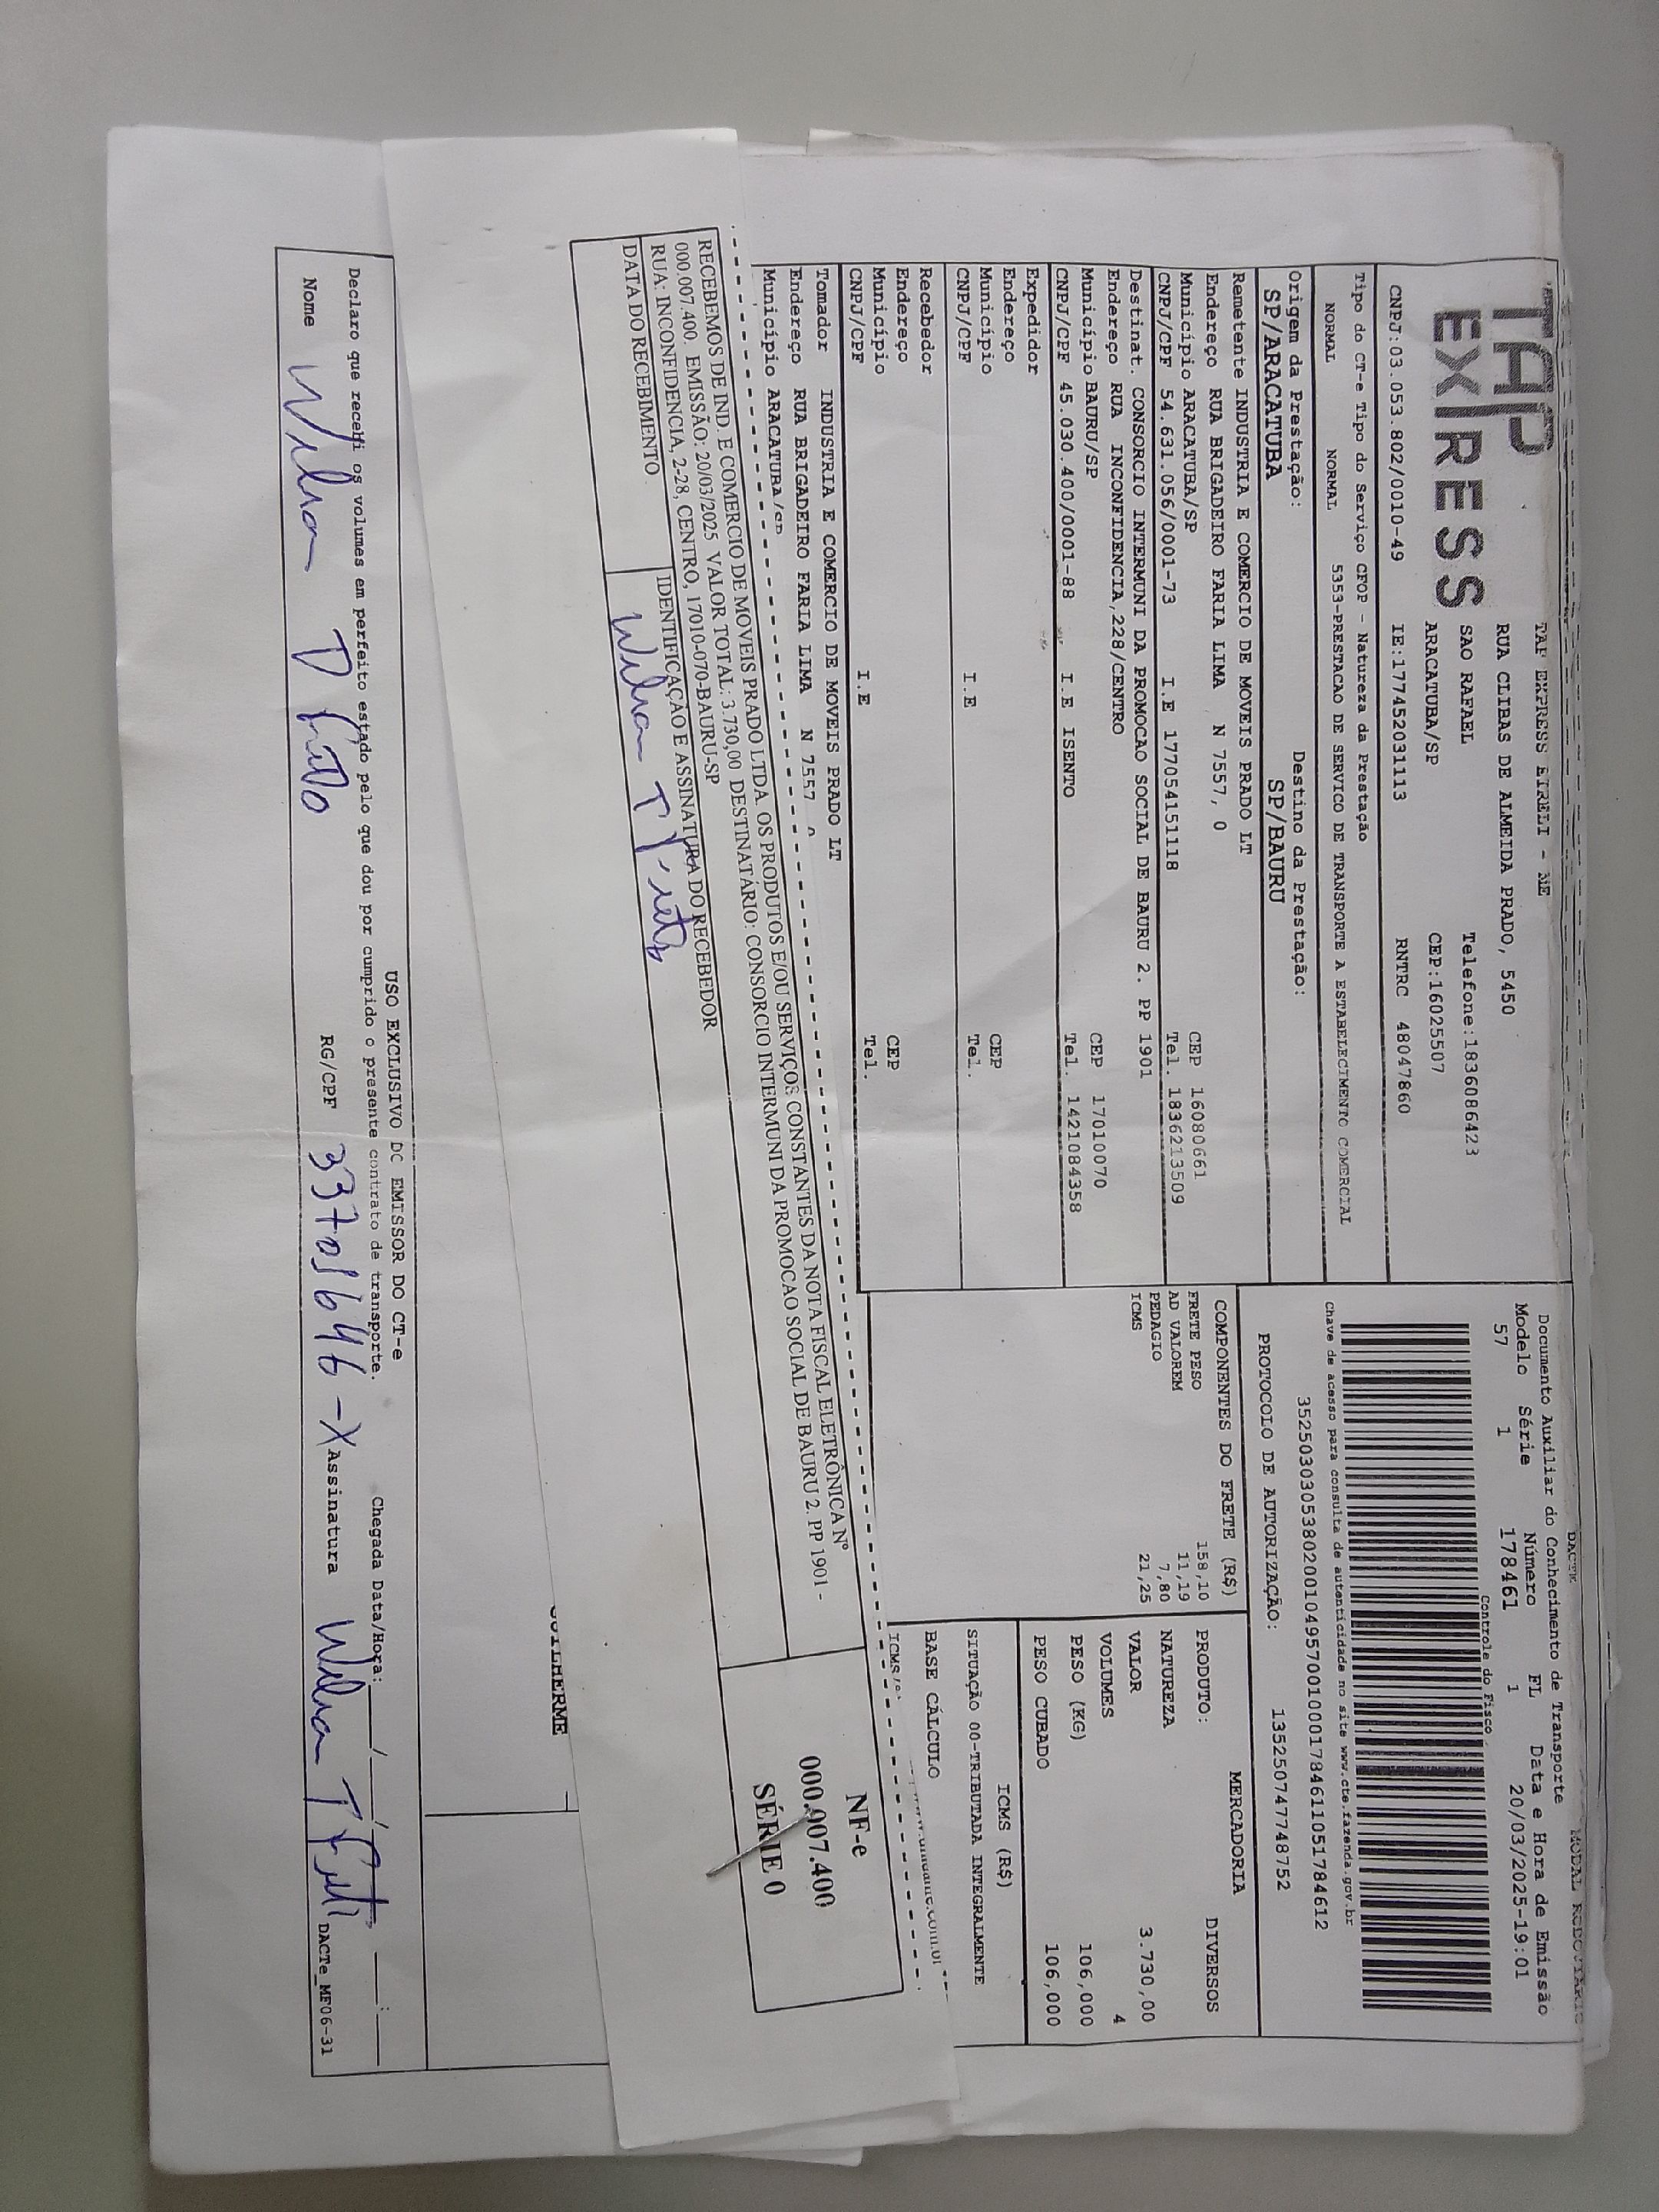 TAP EXPRESS
TAP EXPRESS EIRELI - ME
RUA CLIBAS DE ALMEIDA PRADO, 5450
SAO RAFAEL Telefone:1836086423
ARACATUBA/SP CEP:16025507
CNPJ:03.053.802/0010-49 IE:177452031113 RNTRC 48047860
Tipo do CT-e Tipo do Serviço CFOP - Natureza da Prestação
NORMAL NORMAL 5353-PRESTACAO DE SERVICO DE TRANSPORTE A ESTABELECIMENTO COMERCIAL
Origem da Prestação: Destino da Prestação:
SP/ARACATUBA SP/BAURU
Remetente INDUSTRIA E COMERCIO DE MOVEIS PRADO LT
Endereço RUA BRIGADEIRO FARIA LIMA N 7557, 0
Município ARACATUBA/SP CEP 16080661
CNPJ/CPF 54.631.056/0001-73 I.E 177054151118 Tel. 1836213509
Destinat. CONSORCIO INTERMUNI DA PROMOCAO SOCIAL DE BAURU 2. PP 1901
Endereço RUA INCONFIDENCIA,228/CENTRO
Município BAURU/SP CEP 17010070
CNPJ/CPF 45.030.400/0001-88 I.E ISENTO Tel. 1421084358
Expedidor
Endereço
Município CEP
CNPJ/CPF I.E Tel.
Recebedor
Endereço
Município CEP
CNPJ/CPF I.E Tel.
Tomador INDUSTRIA E COMERCIO DE MOVEIS PRADO LT
Endereço RUA BRIGADEIRO FARIA LIMA N 7557
Município ARACATUBA/SP
DACTE MODAL RODOVIARIO
Documento Auxiliar do Conhecimento de Transporte
Modelo Série Número FL Data e Hora de Emissão
57 1 178461 1 20/03/2025-19:01
Controle do Fisco
Chave de acesso para consulta de autenticidade no site www.cte.fazenda.gov.br
35250303053802001049570010001784611051784612
PROTOCOLO DE AUTORIZAÇÃO: 135250747748752
COMPONENTES DO FRETE (R$)
FRETE PESO 158,10
AD VALOREM 11,19
PEDAGIO 7,80
ICMS 21,25
MERCADORIA
PRODUTO: DIVERSOS
NATUREZA
VALOR 3.730,00
VOLUMES 4
PESO (KG) 106,000
PESO CUBADO 106,000
ICMS (R$)
SITUAÇÃO 00-TRIBUTADA INTEGRALMENTE
BASE CÁLCULO
RECEBEMOS DE IND. E COMERCIO DE MOVEIS PRADO LTDA. OS PRODUTOS E/OU SERVIÇOS CONSTANTES DA NOTA FISCAL ELETRÔNICA Nº
000.007.400. EMISSÃO: 20/03/2025 VALOR TOTAL: 3.730,00 DESTINATÁRIO: CONSORCIO INTERMUNI DA PROMOCAO SOCIAL DE BAURU 2. PP 1901 -
RUA: INCONFIDENCIA, 2-28, CENTRO, 17010-070-BAURU-SP
DATA DO RECEBIMENTO IDENTIFICAÇÃO E ASSINATURA DO RECEBEDOR
NF-e
000.007.400
SÉRIE 0
GUILHERME
USO EXCLUSIVO DO EMISSOR DO CT-e
Declaro que recebi os volumes em perfeito estado pelo que dou por cumprido o presente contrato de transporte. Chegada Data/Hora: ___/___/___ ___:___
Nome RG/CPF 33701646-X Assinatura
DACTe_MF06-31